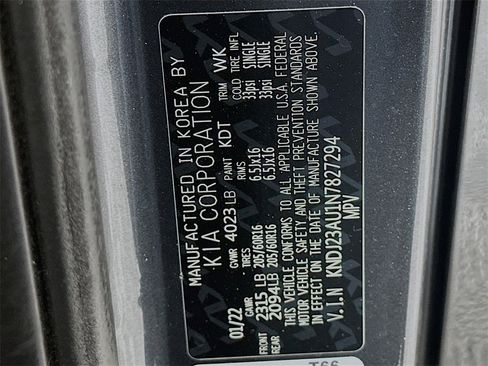 MANUFACTURED IN KOREA BY
KIA CORPORATION
01/22 GVWR 4023 LB PAINT KDT TRIM WK
GAWR RIMS COLD TIRE INFL
FRONT 2315 LB 205/60R16 6.5Jx16 33psi SINGLE
REAR 2094LB 205/60R16 6.5Jx16 33psi SINGLE
THIS VEHICLE CONFORMS TO ALL APPLICABLE U.S.A. FEDERAL
MOTOR VEHICLE SAFETY AND THEFT PREVENTION STANDARDS
IN EFFECT ON THE DATE OF MANUFACTURE SHOWN ABOVE.
V.I.N KNDJ23AU1N7827294
MPV